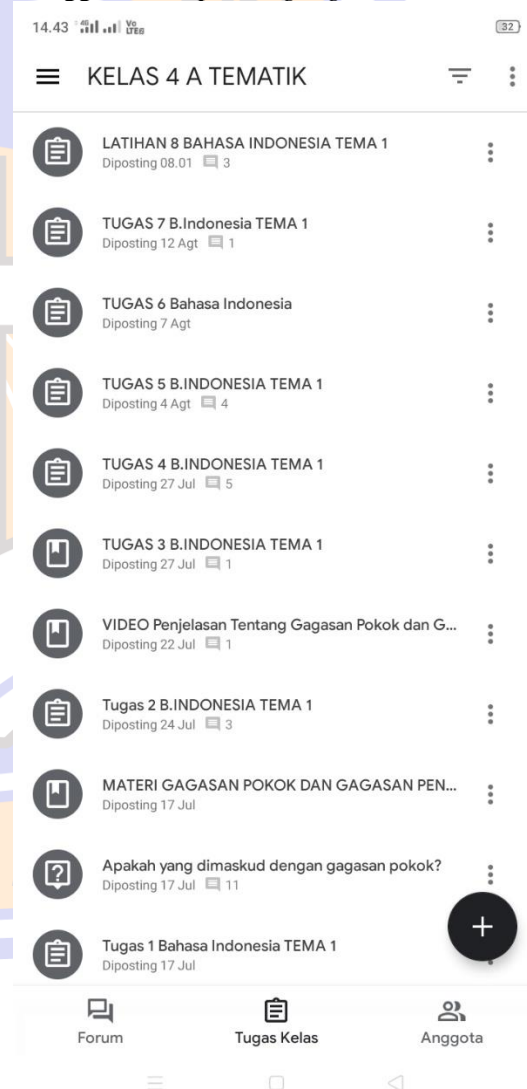 14.43 4G Vo LTEG 32
KELAS 4 A TEMATIK
LATIHAN 8 BAHASA INDONESIA TEMA 1
Diposting 08.01 3
TUGAS 7 B.Indonesia TEMA 1
Diposting 12 Agt 1
TUGAS 6 Bahasa Indonesia
Diposting 7 Agt
TUGAS 5 B.INDONESIA TEMA 1
Diposting 4 Agt 4
TUGAS 4 B.INDONESIA TEMA 1
Diposting 27 Jul 5
TUGAS 3 B.INDONESIA TEMA 1
Diposting 27 Jul 1
VIDEO Penjelasan Tentang Gagasan Pokok dan G...
Diposting 22 Jul 1
Tugas 2 B.INDONESIA TEMA 1
Diposting 24 Jul 3
MATERI GAGASAN POKOK DAN GAGASAN PEN...
Diposting 17 Jul
Apakah yang dimaskud dengan gagasan pokok?
Diposting 17 Jul 11
Tugas 1 Bahasa Indonesia TEMA 1
Diposting 17 Jul
Forum Tugas Kelas Anggota